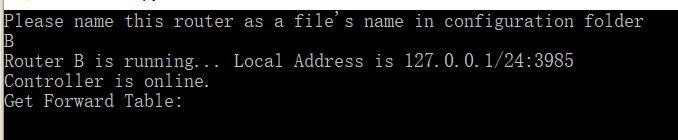 Please name this router as a file's name in configuration folder
B
Router B is running... Local Address is 127.0.0.1/24:3985
Controller is online.
Get Forward Table: